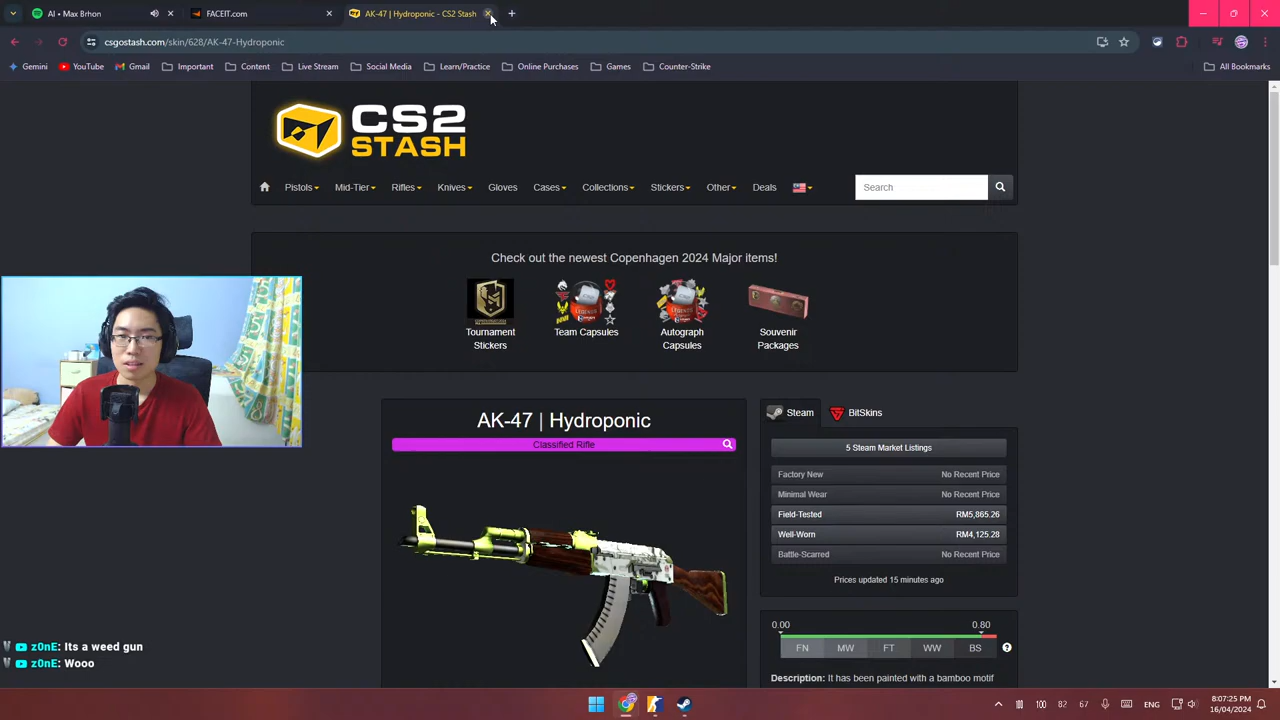 AI • Max Brhon
FACEIT.com
AK-47 | Hydroponic - CS2 Stash
csgostash.com/skin/628/AK-47-Hydroponic
Gemini
YouTube
Gmail
Important
Content
Live Stream
Social Media
Learn/Practice
Online Purchases
Games
Counter-Strike
All Bookmarks
CS2
STASH
Pistols
Mid-Tier
Rifles
Knives
Gloves
Cases
Collections
Stickers
Other
Deals
Search
Check out the newest Copenhagen 2024 Major items!
Tournament
Stickers
Team Capsules
Autograph
Capsules
Souvenir
Packages
AK-47 | Hydroponic
Classified Rifle
Steam
BitSkins
5 Steam Market Listings
Factory New No Recent Price
Minimal Wear No Recent Price
Field-Tested RM5,865.26
Well-Worn RM4,125.28
Battle-Scarred No Recent Price
Prices updated 15 minutes ago
0.00 0.80
FN MW FT WW BS
Description: It has been painted with a bamboo motif
z0nE: Its a weed gun
z0nE: Wooo
100 82 67 ENG
8:07:25 PM
16/04/2024